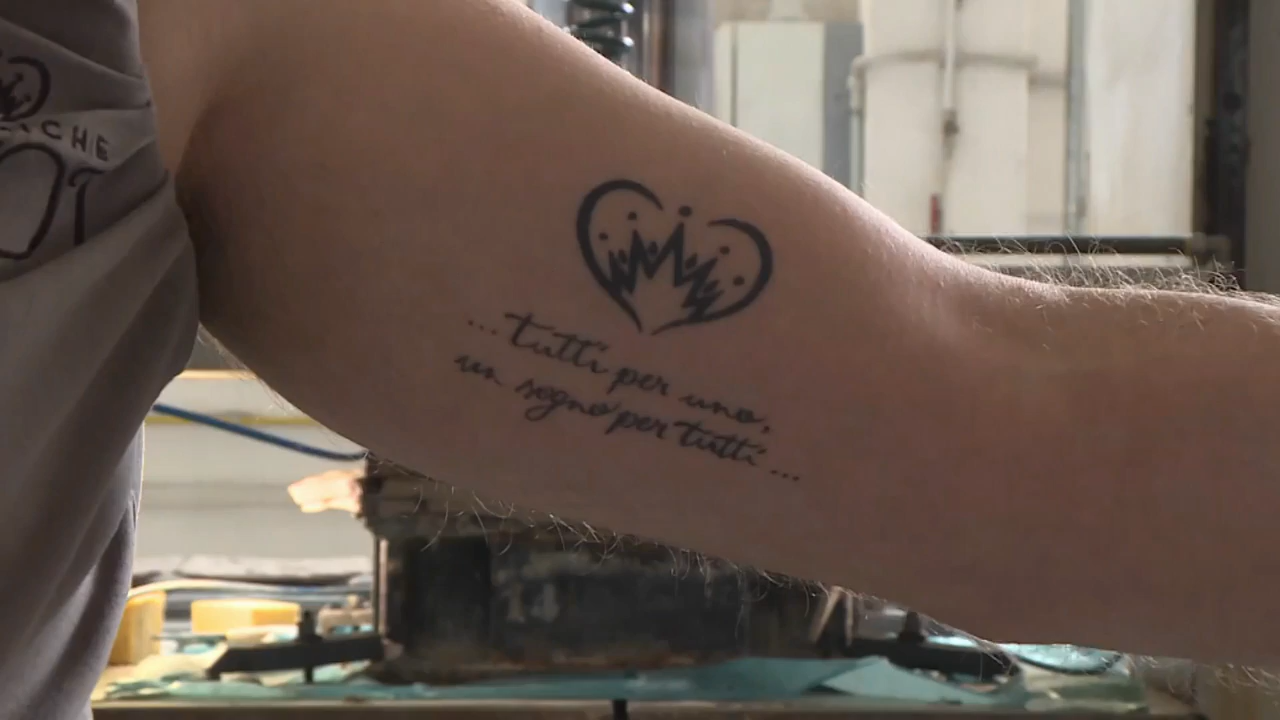 ...tutti per uno,
un sogno per tutti...